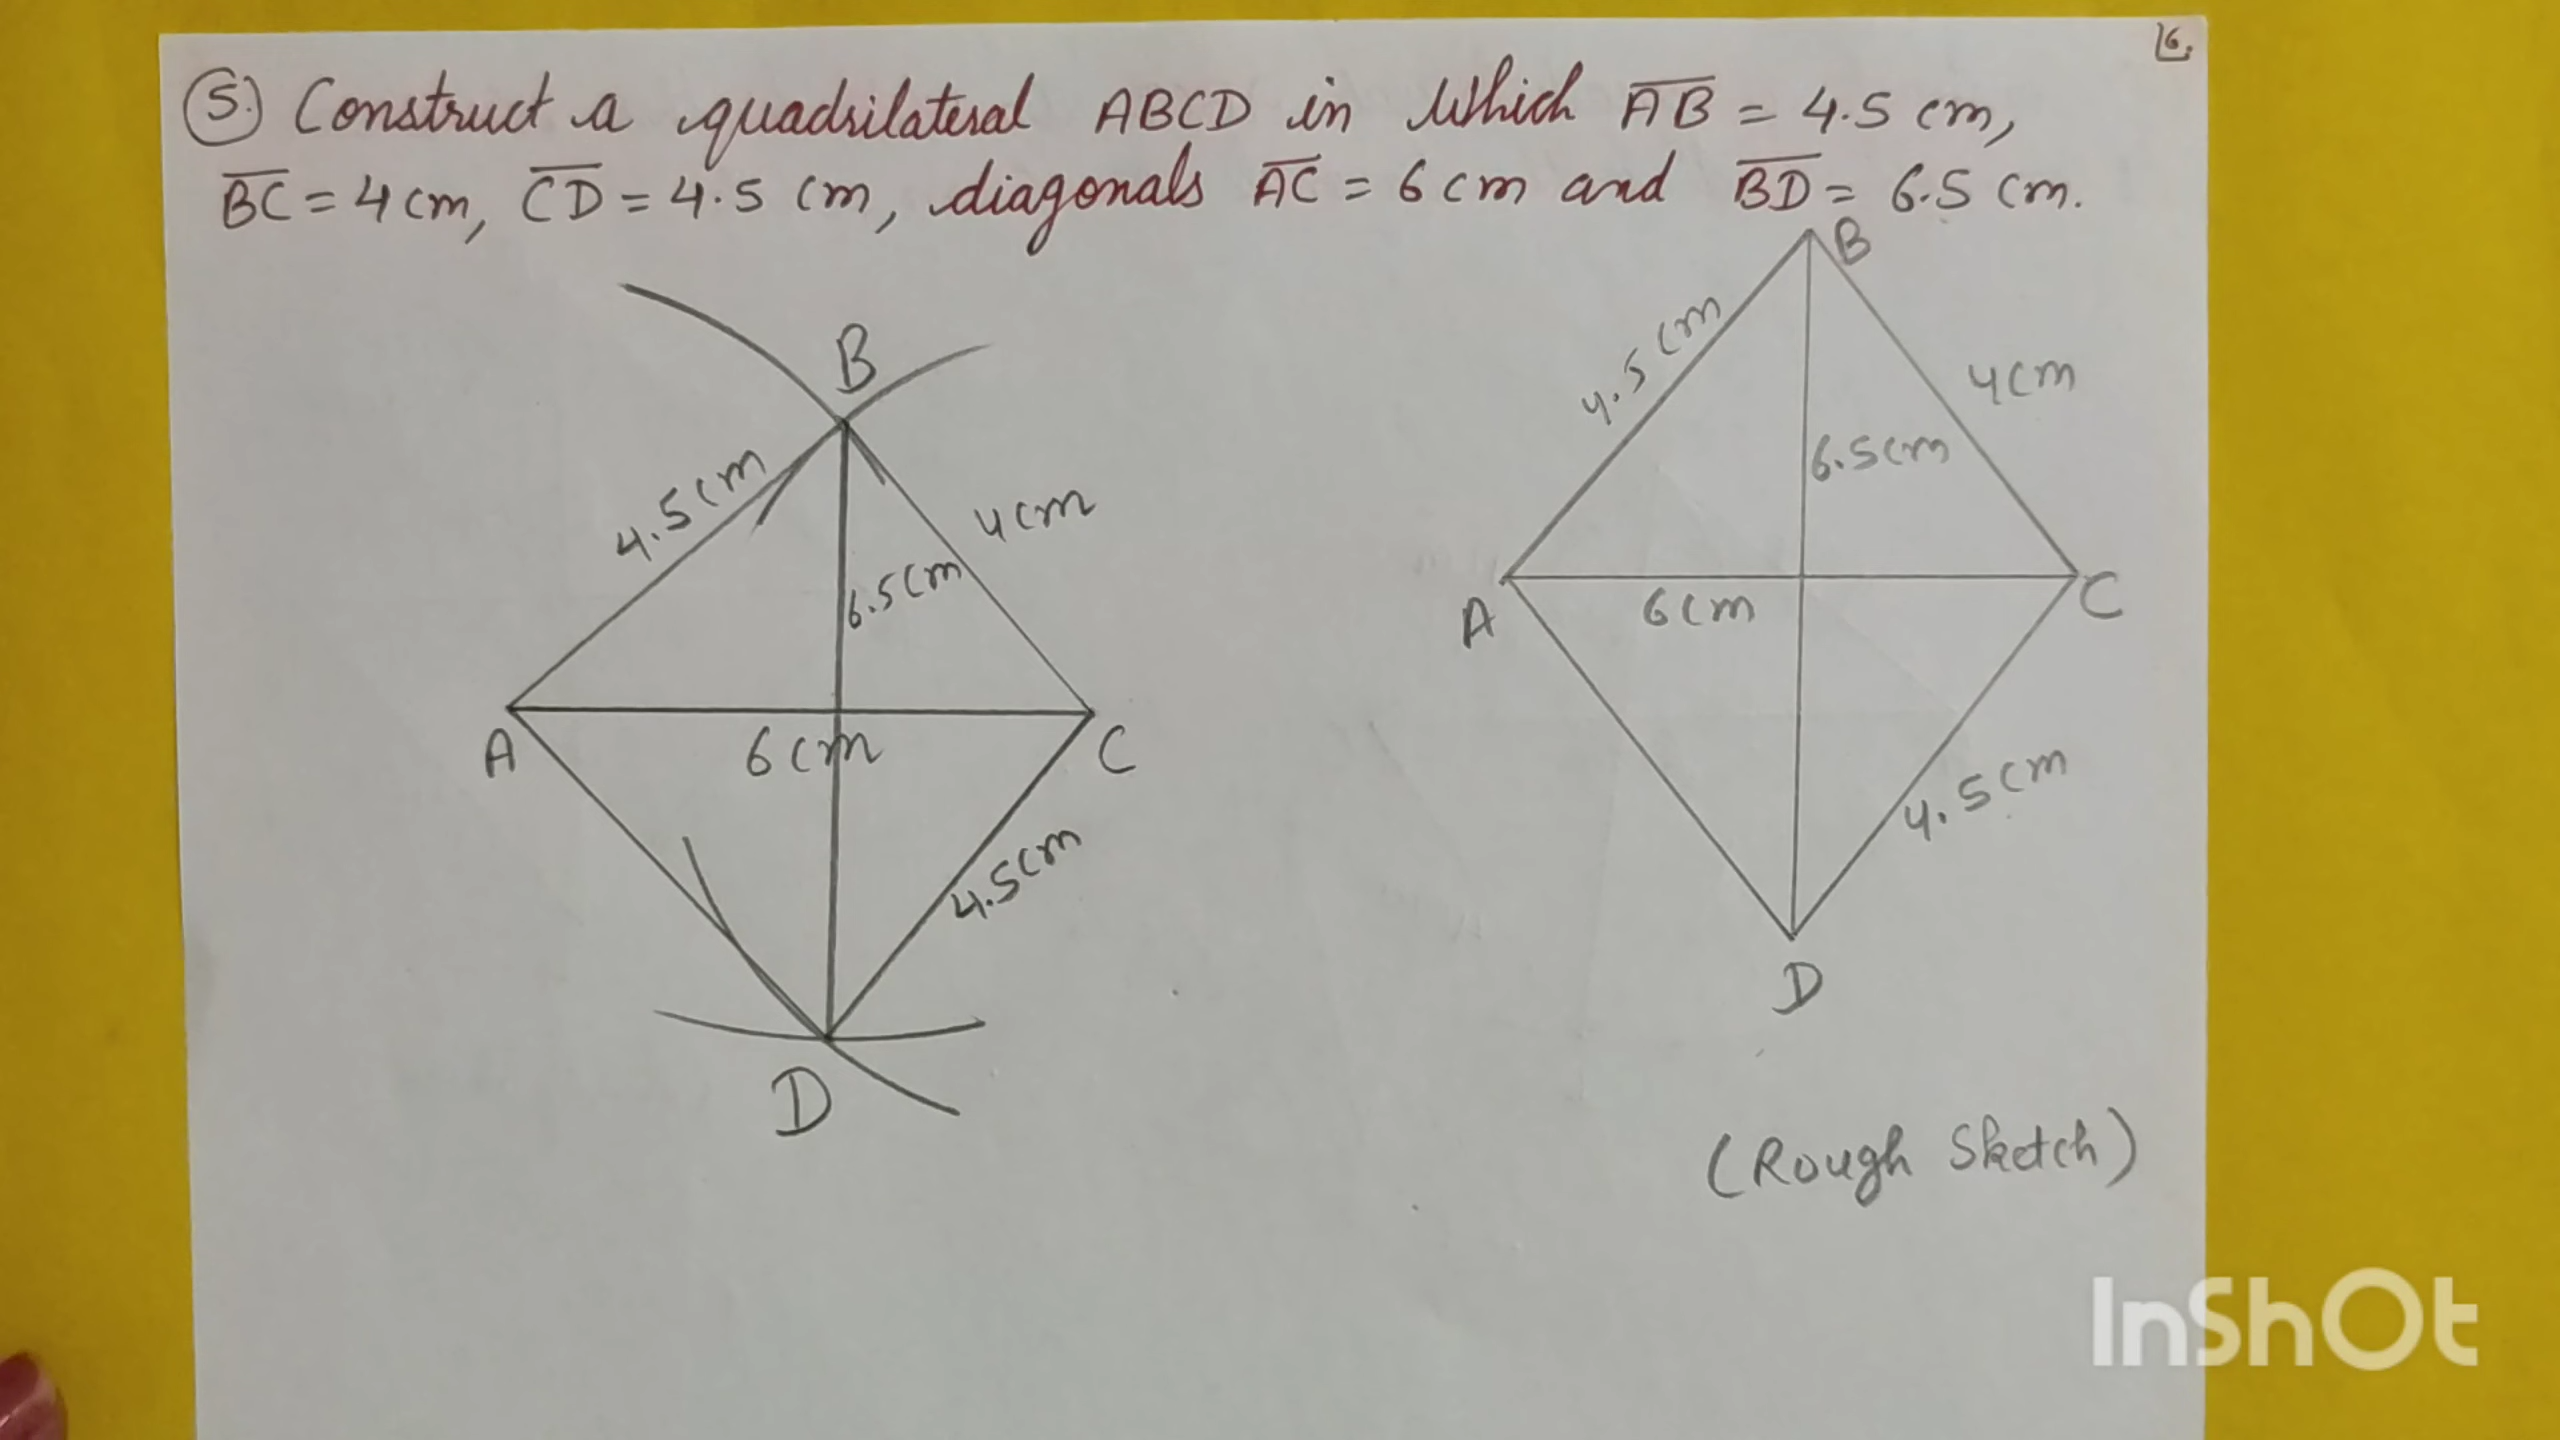 6.
5. Construct a quadrilateral ABCD in which AB = 4.5 cm,
BC = 4 cm, CD = 4.5 cm, diagonals AC = 6 cm and BD = 6.5 cm.
B
4.5 cm
4 cm
6.5 cm
A
6 cm
C
4.5 cm
D
B
4.5 cm
4 cm
6.5 cm
A
6 cm
C
4.5 cm
D
(Rough Sketch)
InShOt